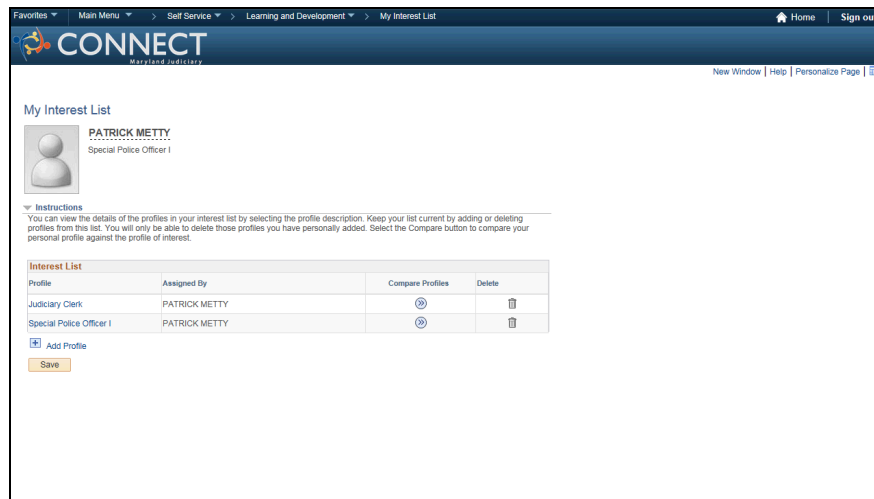 Favorites Main Menu > Self Service > Learning and Development > My Interest List Home Sign ou
CONNECT
Maryland Judiciary
New Window | Help | Personalize Page |
My Interest List
PATRICK METTY
Special Police Officer I
Instructions
You can view the details of the profiles in your interest list by selecting the profile description. Keep your list current by adding or deleting
profiles from this list. You will only be able to delete those profiles you have personally added. Select the Compare button to compare your
personal profile against the profile of interest.
Interest List
Profile Assigned By Compare Profiles Delete
Judiciary Clerk PATRICK METTY
Special Police Officer I PATRICK METTY
Add Profile
Save